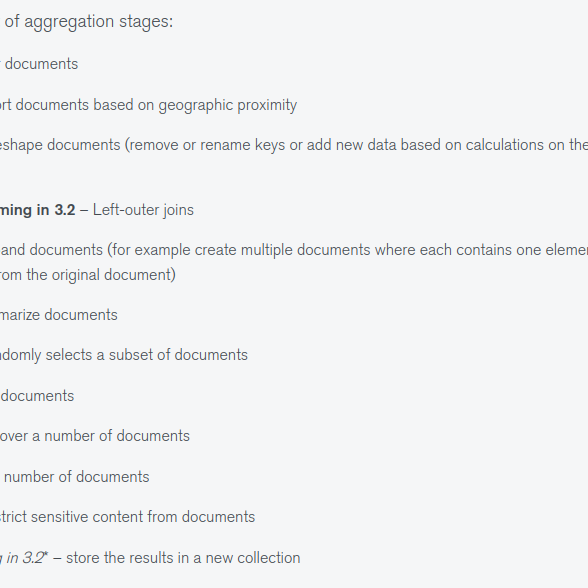 of aggregation stages:
documents
rt documents based on geographic proximity
eshape documents (remove or rename keys or add new data based on calculations on the
ming in 3.2 – Left-outer joins
and documents (for example create multiple documents where each contains one eleme
rom the original document)
marize documents
ndomly selects a subset of documents
documents
over a number of documents
number of documents
trict sensitive content from documents
g in 3.2* – store the results in a new collection